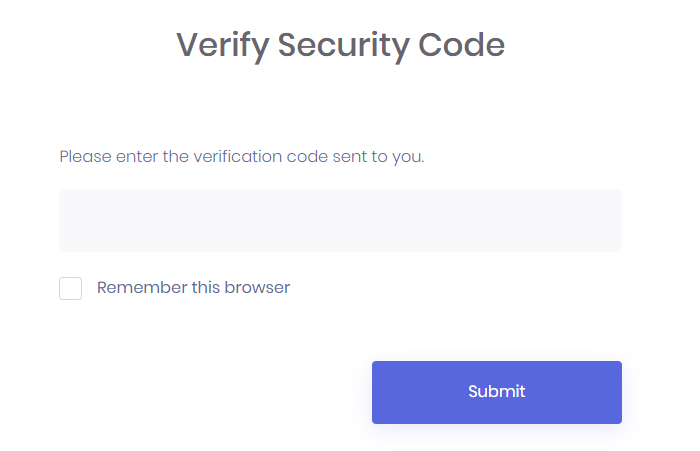 Verify Security Code
Please enter the verification code sent to you.
Remember this browser
Submit